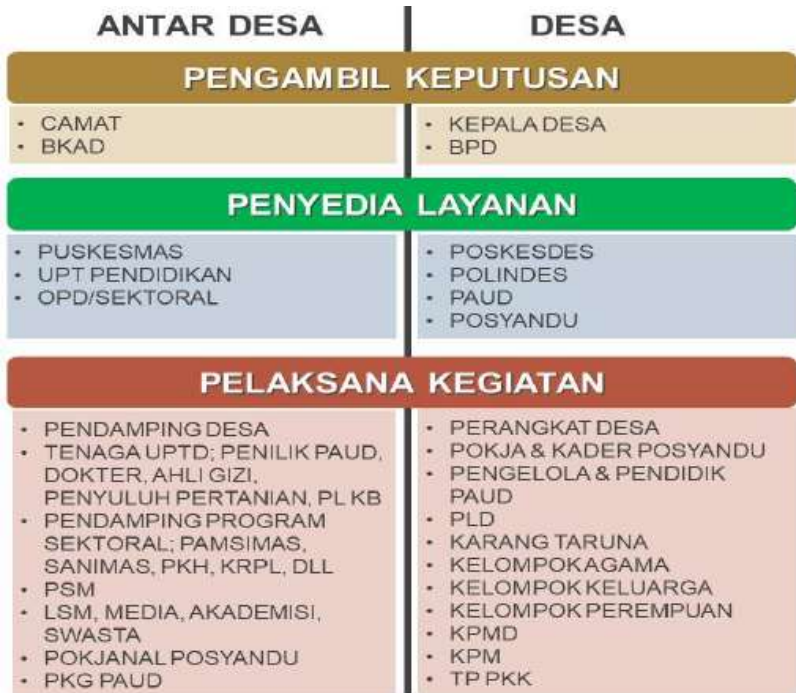 ANTAR DESA
DESA
PENGAMBIL KEPUTUSAN
• CAMAT
• BKAD
• KEPALA DESA
• BPD
PENYEDIA LAYANAN
• PUSKESMAS
• UPT PENDIDIKAN
• OPD/SEKTORAL
• POSKESDES
• POLINDES
• PAUD
• POSYANDU
PELAKSANA KEGIATAN
• PENDAMPING DESA
• TENAGA UPTD; PENILIK PAUD,
DOKTER, AHLI GIZI,
PENYULUH PERTANIAN, PL KB
• PENDAMPING PROGRAM
SEKTORAL; PAMSIMAS,
SANIMAS, PKH, KRPL, DLL
• PSM
• LSM, MEDIA, AKADEMISI,
SWASTA
• POKJANAL POSYANDU
• PKG PAUD
• PERANGKAT DESA
• POKJA & KADER POSYANDU
• PENGELOLA & PENDIDIK
PAUD
• PLD
• KARANG TARUNA
• KELOMPOK AGAMA
• KELOMPOK KELUARGA
• KELOMPOK PEREMPUAN
• KPMD
• KPM
• TP PKK